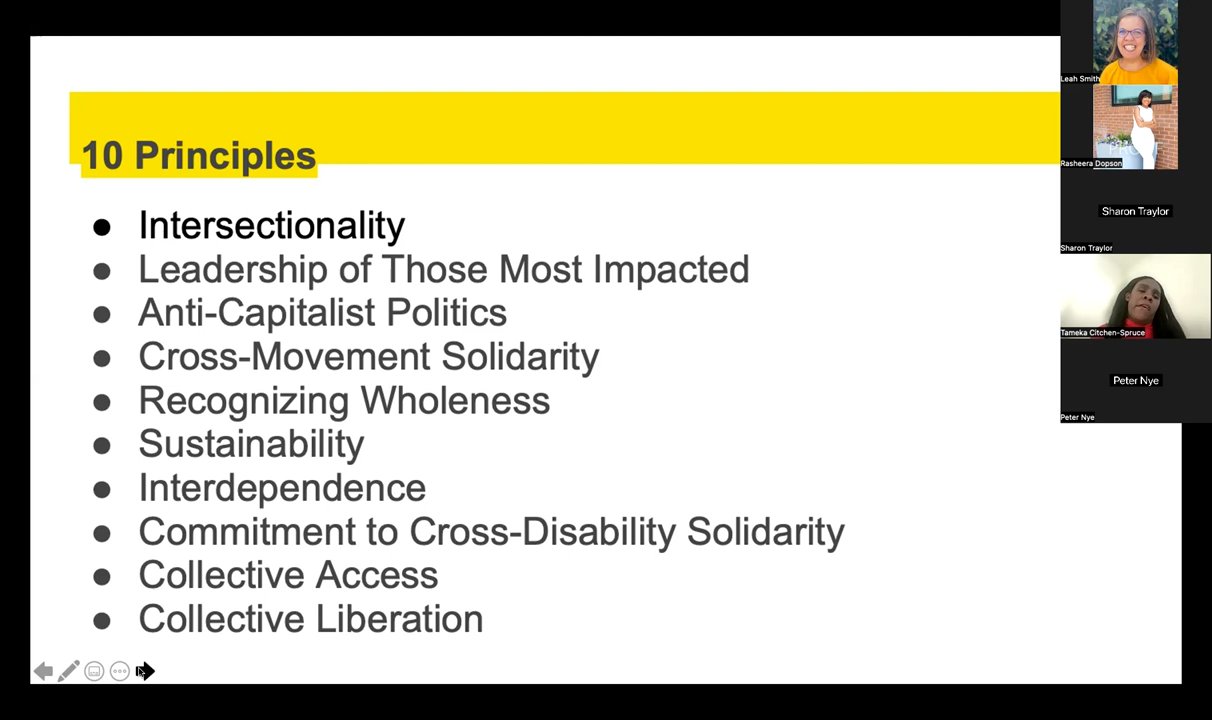 10 Principles
● Intersectionality
● Leadership of Those Most Impacted
● Anti-Capitalist Politics
● Cross-Movement Solidarity
● Recognizing Wholeness
● Sustainability
● Interdependence
● Commitment to Cross-Disability Solidarity
● Collective Access
● Collective Liberation
Leah Smith
Rasheera Dopson
Sharon Traylor
Sharon Traylor
Tameka Citchen-Spruce
Peter Nye
Peter Nye